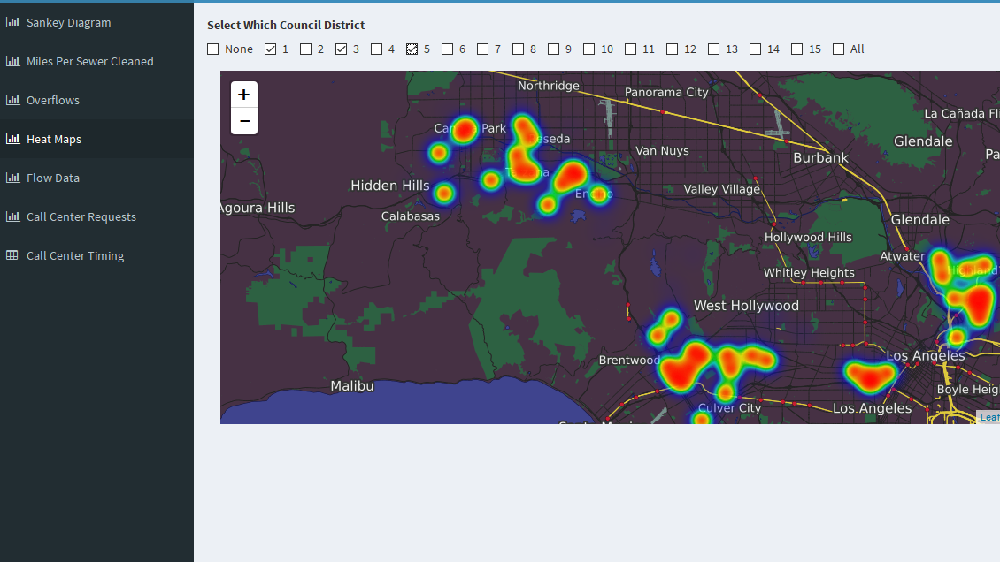 Sankey Diagram
Miles Per Sewer Cleaned
Overflows
Heat Maps
Flow Data
Call Center Requests
Call Center Timing
Select Which Council District
None 1 2 3 4 5 6 7 8 9 10 11 12 13 14 15 All
+
−
Northridge
Panorama City
La Cañada Fl
Park
Reseda
Glendale
Van Nuys
Pa
Burbank
Hidden Hills
Encino
Valley Village
Agoura Hills
Calabasas
Glendale
Hollywood Hills
Atwater
Whitley Heights
Highland
West Hollywood
Brentwood
Los Angeles
Malibu
Boyle Heig
Culver City
Los Angeles
Leaf